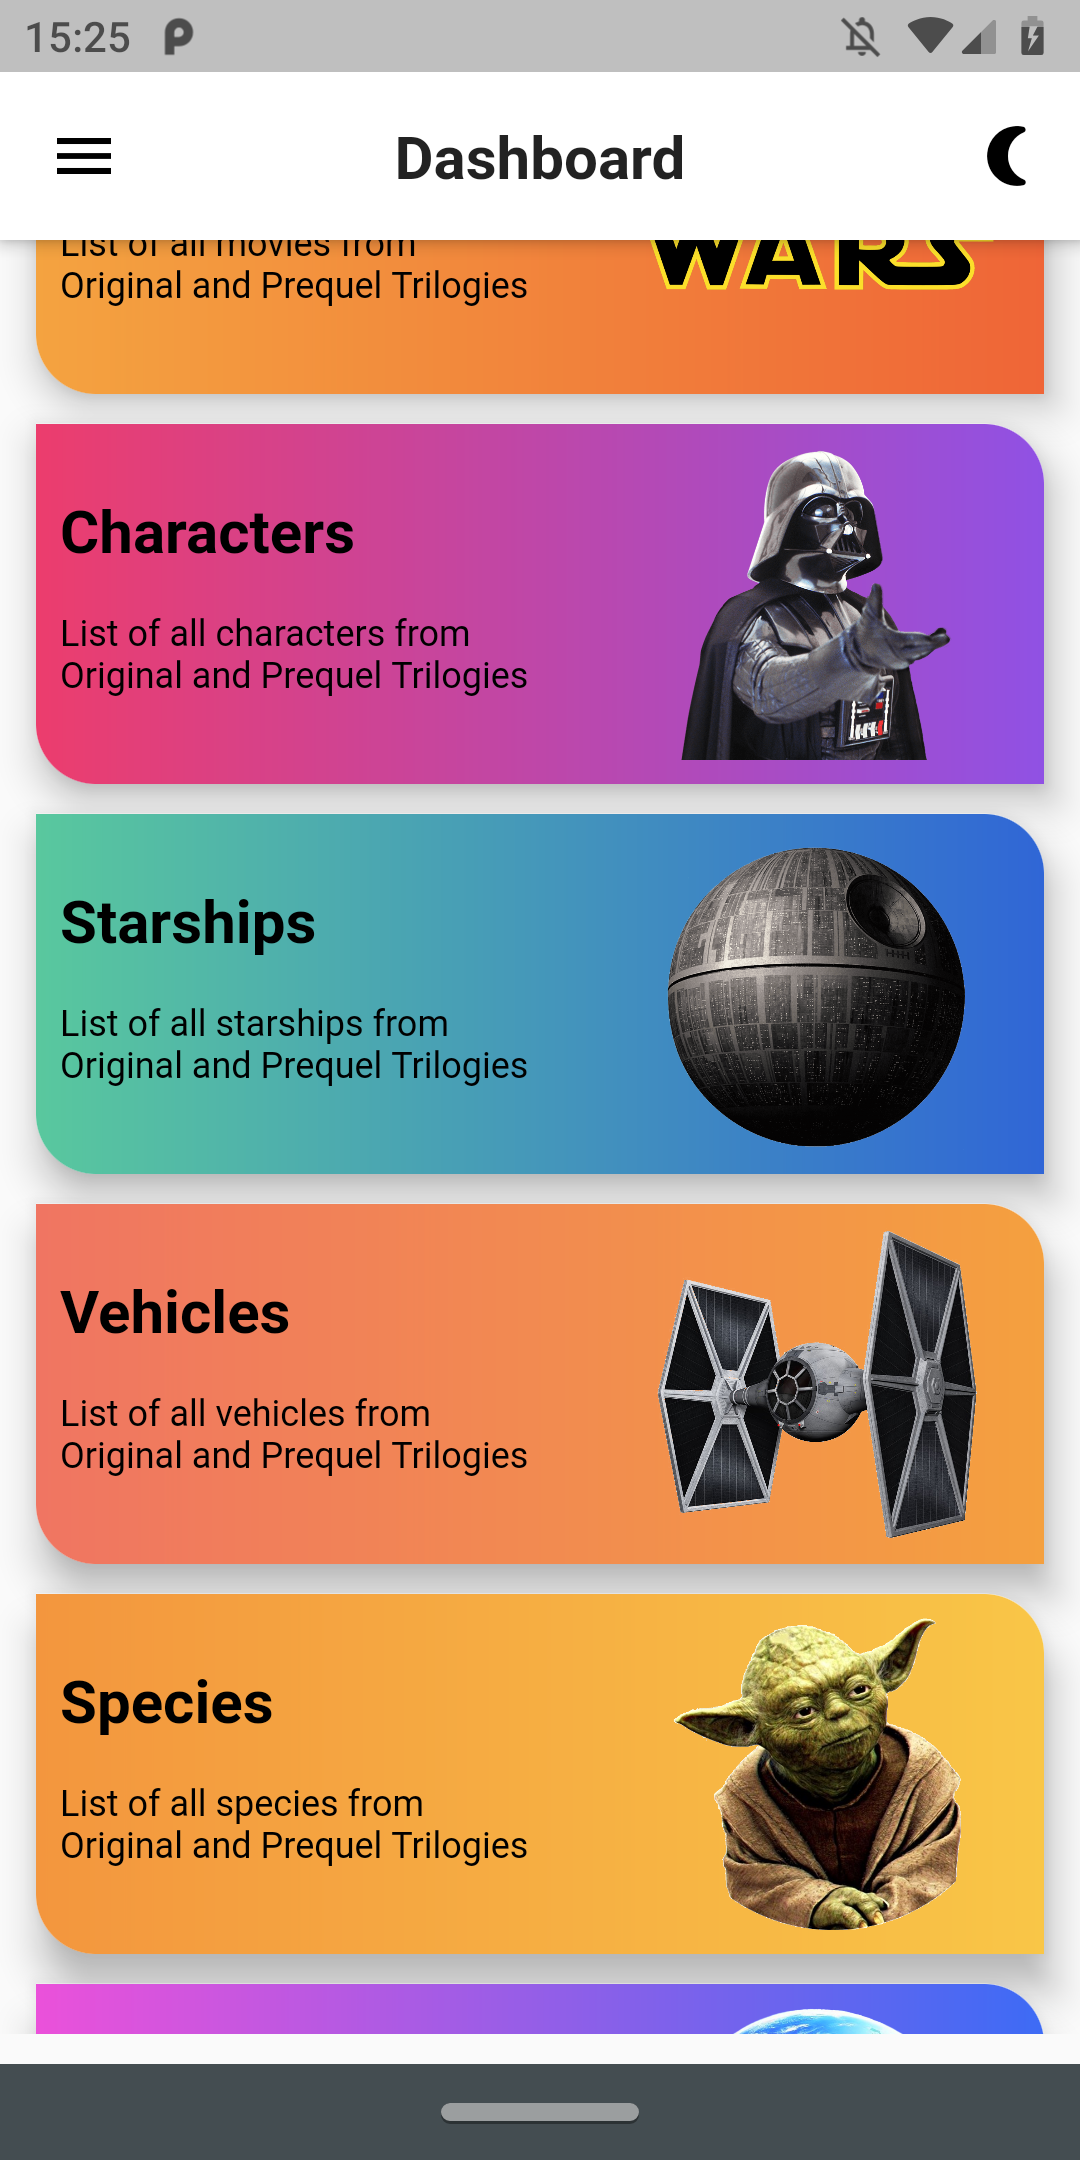 15:25
Dashboard
List of all movies from
Original and Prequel Trilogies
WARS
Characters
List of all characters from
Original and Prequel Trilogies
Starships
List of all starships from
Original and Prequel Trilogies
Vehicles
List of all vehicles from
Original and Prequel Trilogies
Species
List of all species from
Original and Prequel Trilogies